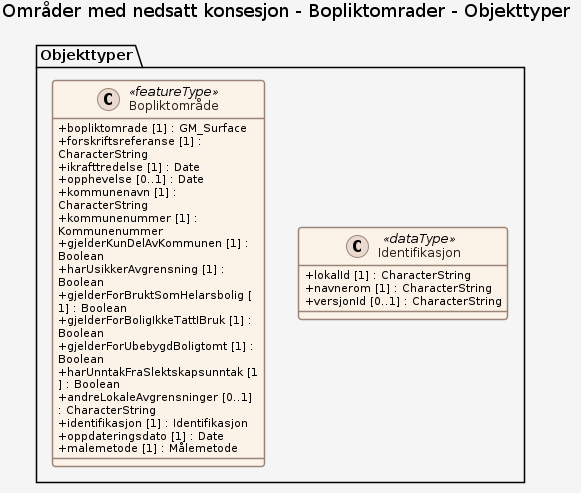 Områder med nedsatt konsesjon - Bopliktomrader - Objekttyper
Objekttyper
C
«featureType»
Bopliktområde
+bopliktomrade [1] : GM_Surface
+forskriftsreferanse [1] :
CharacterString
+ikrafttredelse [1] : Date
+opphevelse [0..1] : Date
+kommunenavn [1] :
CharacterString
+kommunenummer [1] :
Kommunenummer
+gjelderKunDelAvKommunen [1] :
Boolean
+harUsikkerAvgrensning [1] :
Boolean
+gjelderForBruktSomHelarsbolig [
1] : Boolean
+gjelderForBoligIkkeTattIBruk [1] :
Boolean
+gjelderForUbebygdBoligtomt [1] :
Boolean
+harUnntakFraSlektskapsunntak [1
] : Boolean
+andreLokaleAvgrensninger [0..1]
: CharacterString
+identifikasjon [1] : Identifikasjon
+oppdateringsdato [1] : Date
+malemetode [1] : Målemetode
C
«dataType»
Identifikasjon
+lokalId [1] : CharacterString
+navnerom [1] : CharacterString
+versjonId [0..1] : CharacterString